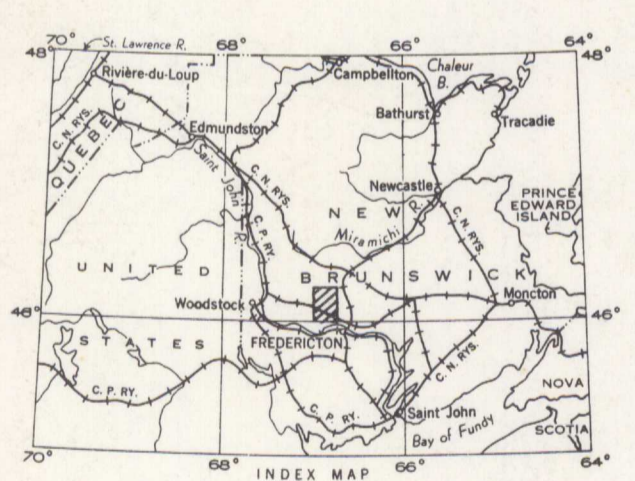 70° 68° 66° 64°
48° 48°
St. Lawrence R.
Rivière-du-Loup
Campbellton
Chaleur
B.
Bathurst
Tracadie
C. N. RYS.
QUEBEC
Edmundston
Saint John
R.
C. N. RYS.
Newcastle
PRINCE
EDWARD
ISLAND
NEW
Miramichi R.
C. N. RYS.
C. P. RY.
UNITED
BRUNSWICK
Woodstock
Moncton
46° 46°
STATES
FREDERICTON
C. N. RYS.
C. P. RY.
C. P. RY.
NOVA
Saint John
Bay of Fundy
SCOTIA
70° 68° 66° 64°
INDEX MAP